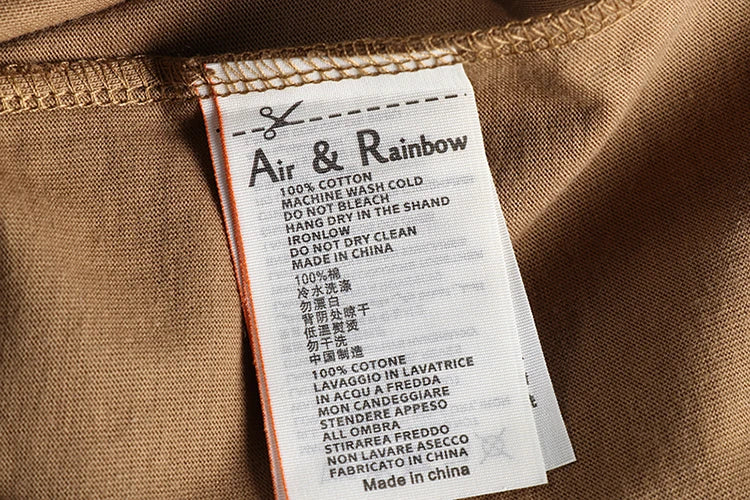 Air & Rainbow
100% COTTON
MACHINE WASH COLD
DO NOT BLEACH
HANG DRY IN THE SHAND
IRONLOW
DO NOT DRY CLEAN
MADE IN CHINA
100%棉
冷水洗涤
勿漂白
背阴处晾干
低温熨烫
勿干洗
中国制造
100% COTONE
LAVAGGIO IN LAVATRICE
IN ACQU A FREDDA
MON CANDEGGIARE
STENDERE APPESO
ALL OMBRA
STIRAREA FREDDO
NON LAVARE ASECCO
FABRICATO IN CHINA
Made in china